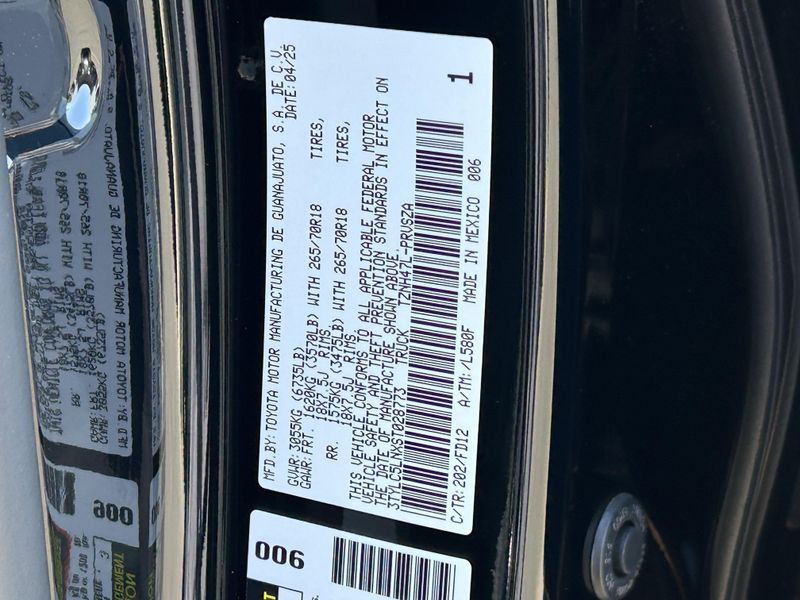 MFD.BY:TOYOTA MOTOR MANUFACTURING DE GUANAJUATO, S.A. DE C.V.
DATE:04/25
GVWR:3055KG (6735LB)
GAWR:FRT. 1620KG (3570LB) WITH 265/70R18 TIRES,
18X7.5J RIMS
RR. 1575KG (3475LB) WITH 265/70R18 TIRES,
18X7.5J RIMS
THIS VEHICLE CONFORMS TO ALL APPLICABLE FEDERAL MOTOR
VEHICLE SAFETY AND THEFT PREVENTION STANDARDS IN EFFECT ON
THE DATE OF MANUFACTURE SHOWN ABOVE.
3TYLC5LNXST028773 TRUCK TZNH47L-PRVSZA
1
C/TR:202/FD12 A/TM:/L580F MADE IN MEXICO 006
006